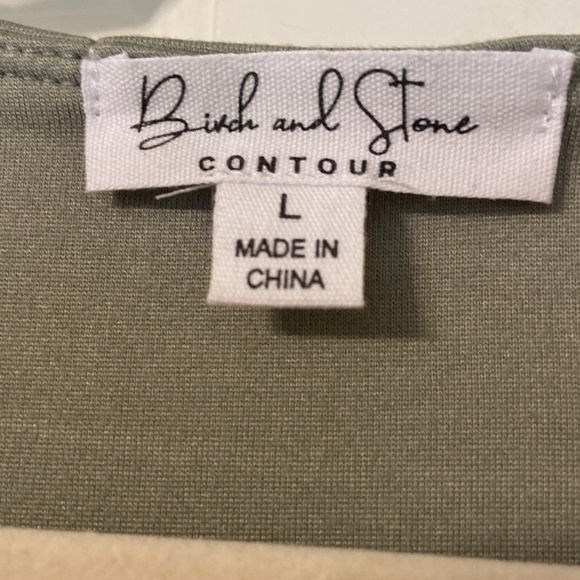 Birch and Stone
CONTOUR
L
MADE IN
CHINA